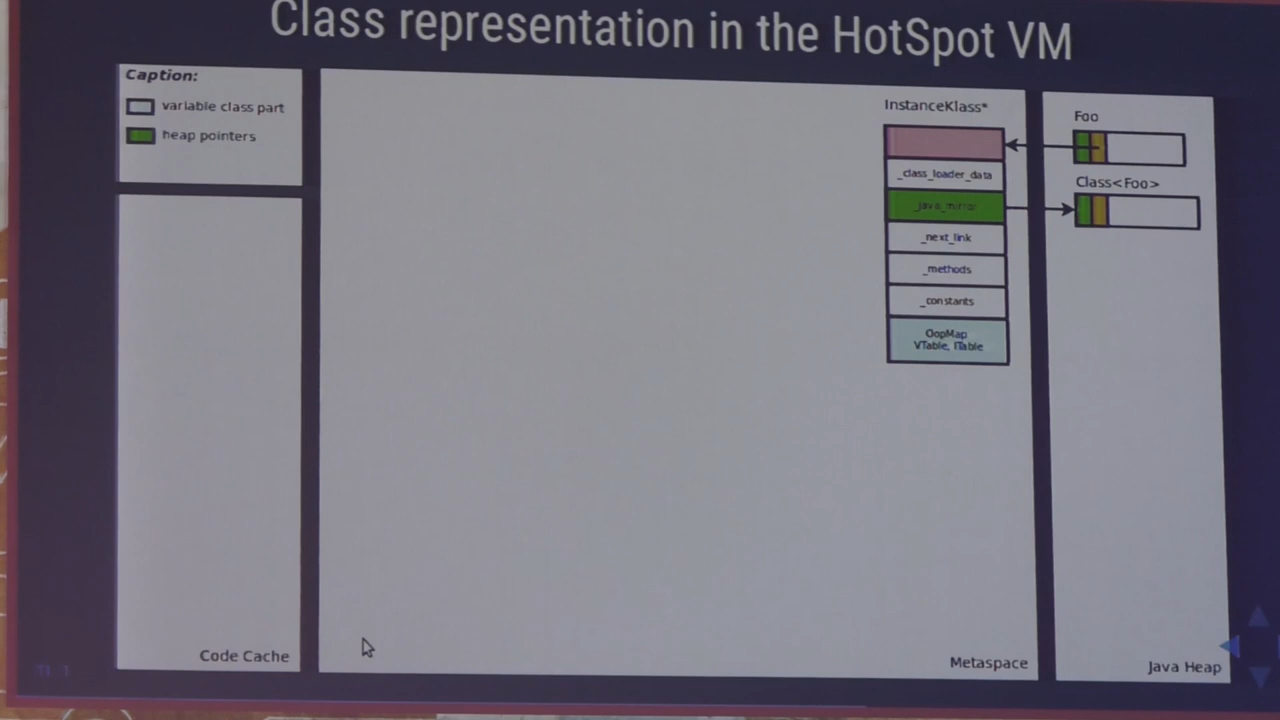 Class representation in the HotSpot VM
Caption:
variable class part
heap pointers
InstanceKlass*
_class_loader_data
_java_mirror
_next_link
_methods
_constants
OopMap
VTable, ITable
Foo
Class<Foo>
Code Cache
Metaspace
Java Heap